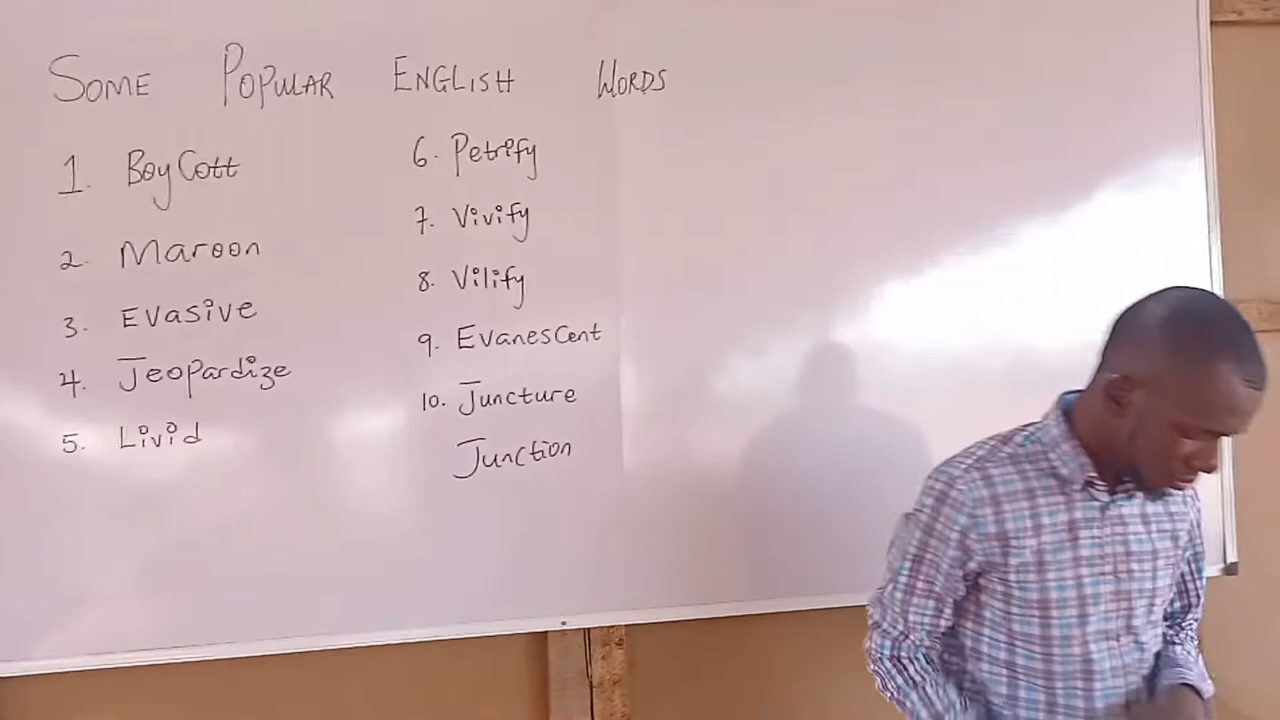 SOME POPULAR ENGLISH WORDS
1. BoyCott
2. Maroon
3. Evasive
4. Jeopardize
5. Livid
6. Petrify
7. Vivify
8. Vilify
9. EvanesCent
10. Juncture
Junction